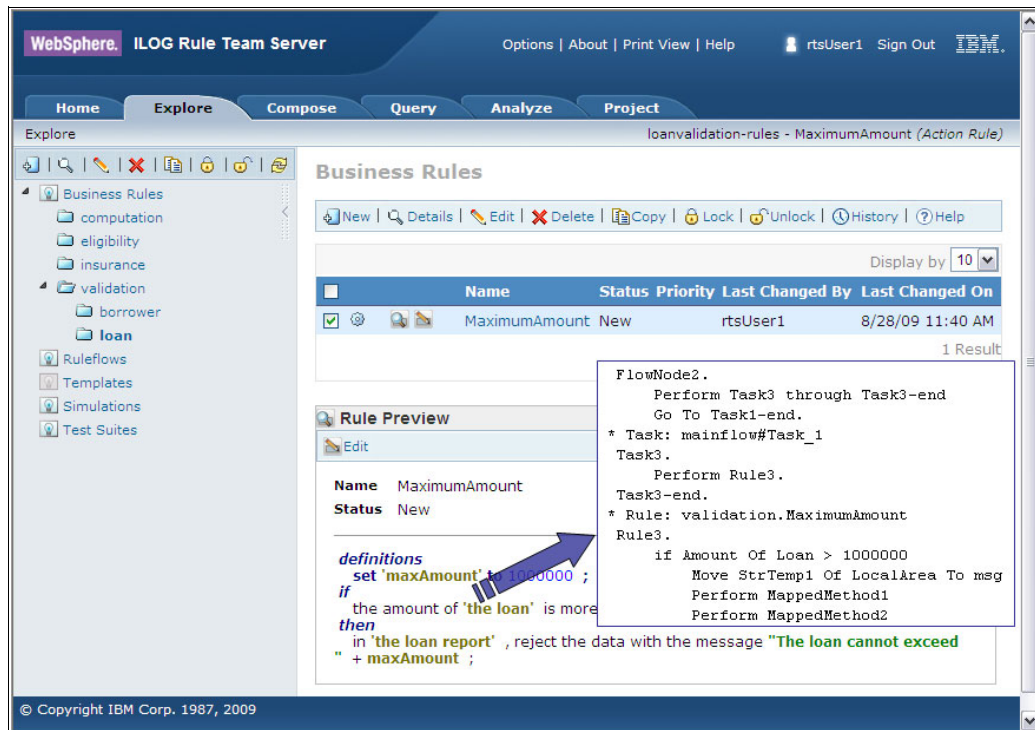 WebSphere. ILOG Rule Team Server
Options | About | Print View | Help rtsUser1 Sign Out IBM.
Home Explore Compose Query Analyze Project
Explore loanvalidation-rules - MaximumAmount (Action Rule)
Business Rules
computation
eligibility
insurance
validation
borrower
loan
Ruleflows
Templates
Simulations
Test Suites
Business Rules
New | Details | Edit | Delete | Copy | Lock | Unlock | History | Help
Display by 10
Name Status Priority Last Changed By Last Changed On
MaximumAmount New rtsUser1 8/28/09 11:40 AM
1 Result
Rule Preview
Edit
Name MaximumAmount
Status New
definitions
set 'maxAmount' to 1000000 ;
if
the amount of 'the loan' is more
then
in 'the loan report' , reject the data with the message "The loan cannot exceed
" + maxAmount ;
FlowNode2.
Perform Task3 through Task3-end
Go To Task1-end.
* Task: mainflow#Task_1
Task3.
Perform Rule3.
Task3-end.
* Rule: validation.MaximumAmount
Rule3.
if Amount Of Loan > 1000000
Move StrTemp1 Of LocalArea To msg
Perform MappedMethod1
Perform MappedMethod2
© Copyright IBM Corp. 1987, 2009